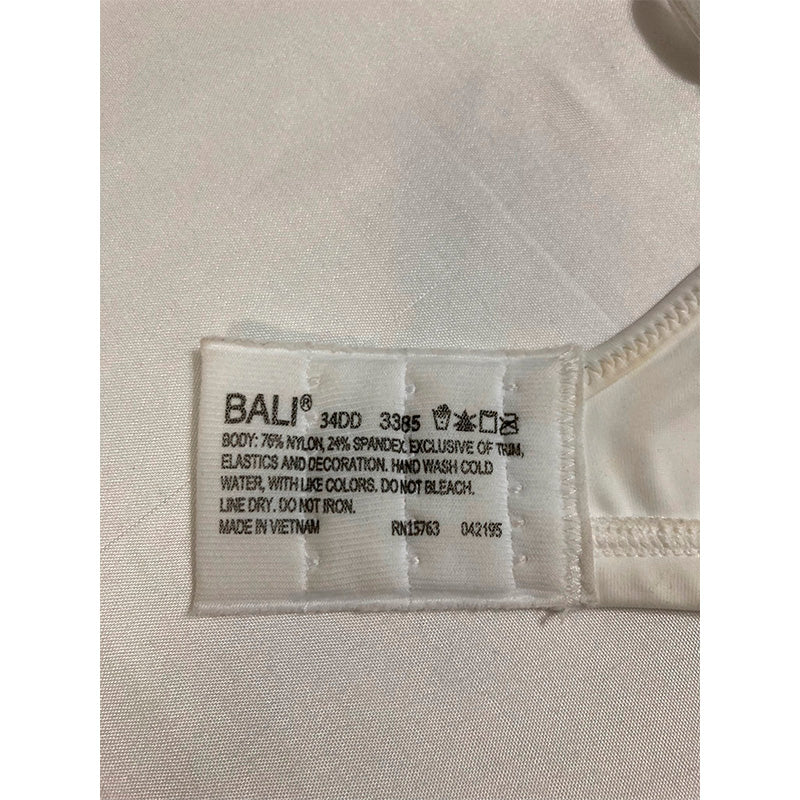 BALI® 34DD 3385
BODY: 76% NYLON, 24% SPANDEX, EXCLUSIVE OF TRIM,
ELASTICS AND DECORATION. HAND WASH COLD
WATER, WITH LIKE COLORS. DO NOT BLEACH.
LINE DRY. DO NOT IRON.
MADE IN VIETNAM RN15763 042195